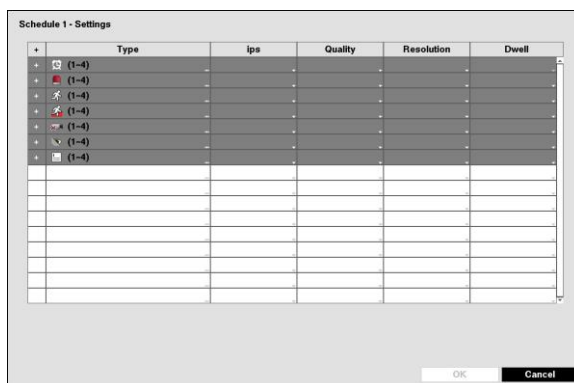 Schedule 1 - Settings
+ Type ips Quality Resolution Dwell
+ (1-4)
+ (1-4)
+ (1-4)
+ (1-4)
+ (1-4)
+ (1-4)
+ (1-4)
OK Cancel